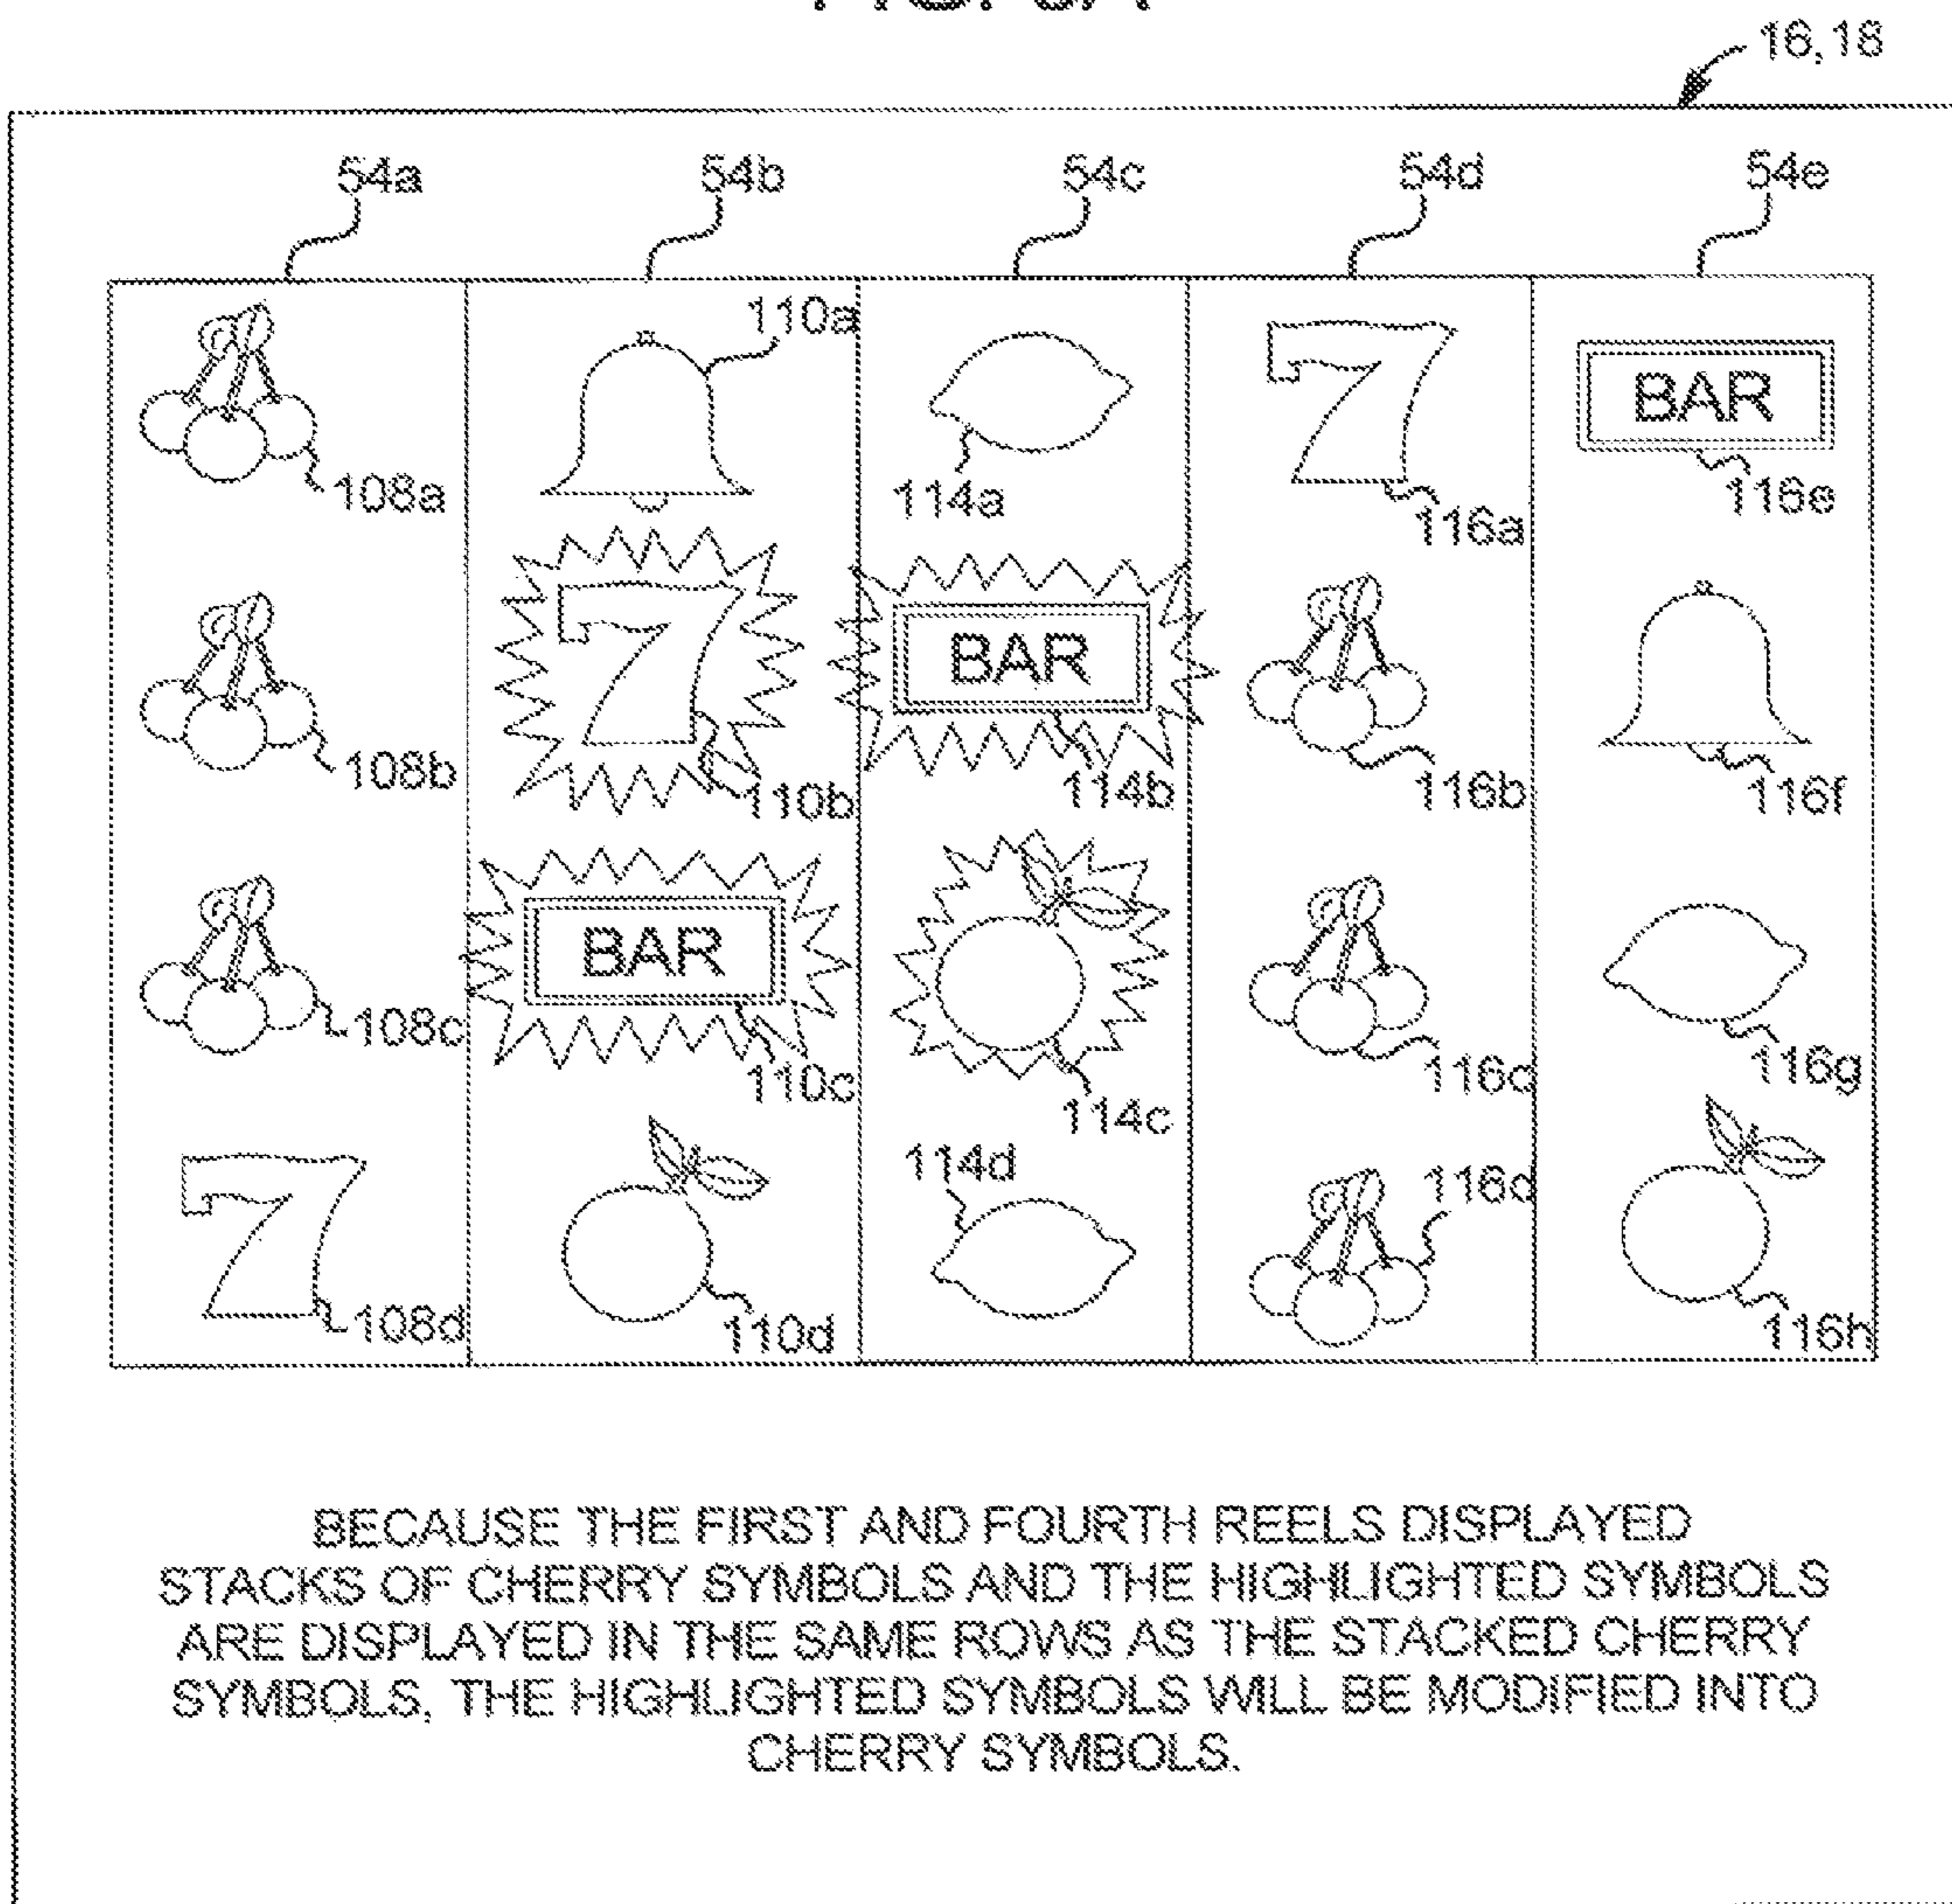 16,18
54a 54b 54c 54d 54e
110a
BAR
108a 114a 116a 116e
BAR
108b 110b 114b 116b 116f
BAR
108c 110c 114c 116c 116g
114d 116d
108d 110d 116h
BECAUSE THE FIRST AND FOURTH REELS DISPLAYED
STACKS OF CHERRY SYMBOLS AND THE HIGHLIGHTED SYMBOLS
ARE DISPLAYED IN THE SAME ROWS AS THE STACKED CHERRY
SYMBOLS, THE HIGHLIGHTED SYMBOLS WILL BE MODIFIED INTO
CHERRY SYMBOLS.